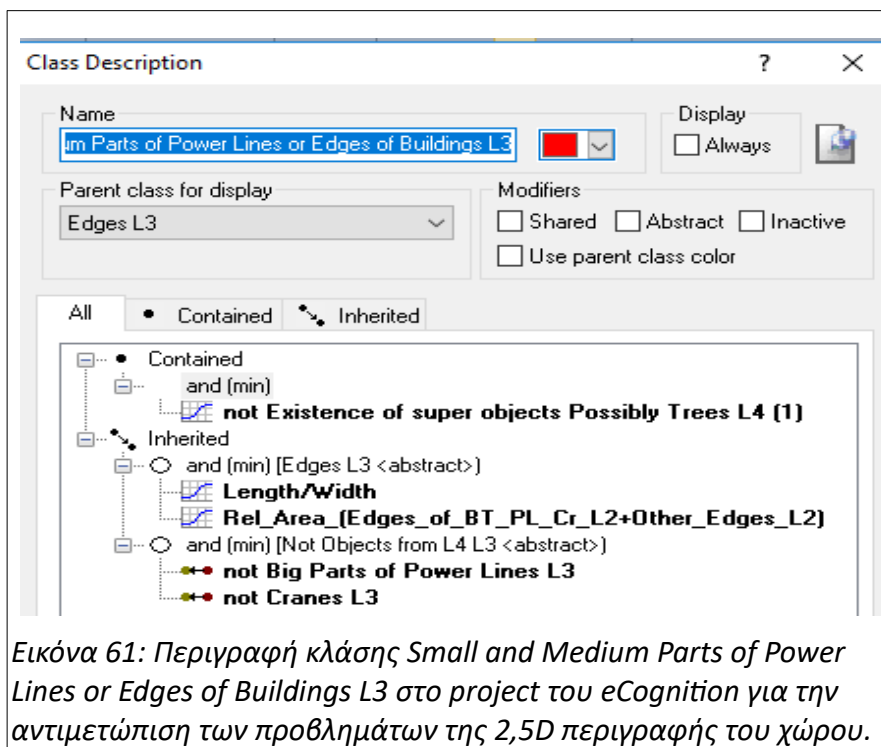 Class Description ? ×
Name
um Parts of Power Lines or Edges of Buildings L3
Display
Always
Parent class for display
Edges L3
Modifiers
Shared Abstract Inactive
Use parent class color
All • Contained Inherited
• Contained
and (min)
not Existence of super objects Possibly Trees L4 (1)
Inherited
and (min) [Edges L3 <abstract>)
Length/Width
Rel_Area_(Edges_of_BT_PL_Cr_L2+Other_Edges_L2)
and (min) [Not Objects from L4 L3 <abstract>)
not Big Parts of Power Lines L3
not Cranes L3
Εικόνα 61: Περιγραφή κλάσης Small and Medium Parts of Power
Lines or Edges of Buildings L3 στο project του eCognition για την
αντιμετώπιση των προβλημάτων της 2,5D περιγραφής του χώρου.